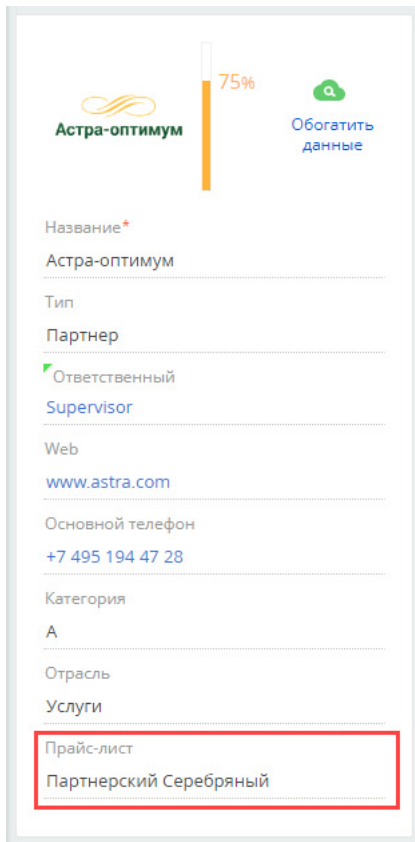 75%
Астра-оптимум
Обогатить
данные
Название*
Астра-оптимум
Тип
Партнер
Ответственный
Supervisor
Web
www.astra.com
Основной телефон
+7 495 194 47 28
Категория
А
Отрасль
Услуги
Прайс-лист
Партнерский Серебряный